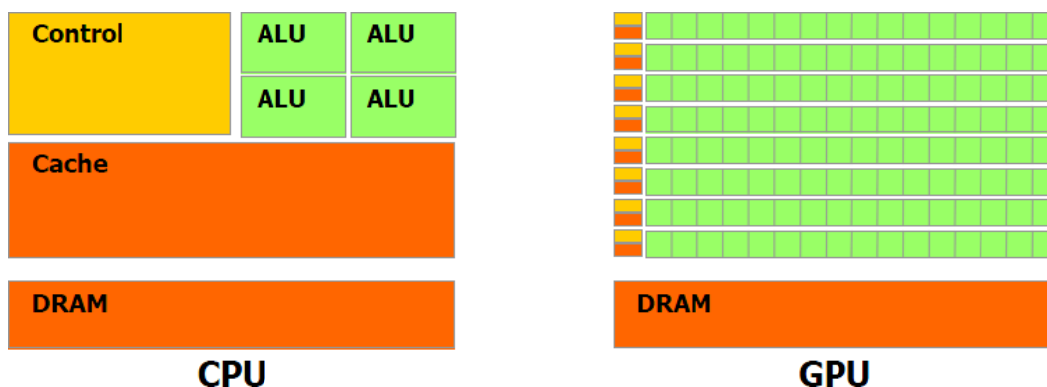 Control
ALU ALU
ALU ALU
Cache
DRAM
CPU
DRAM
GPU